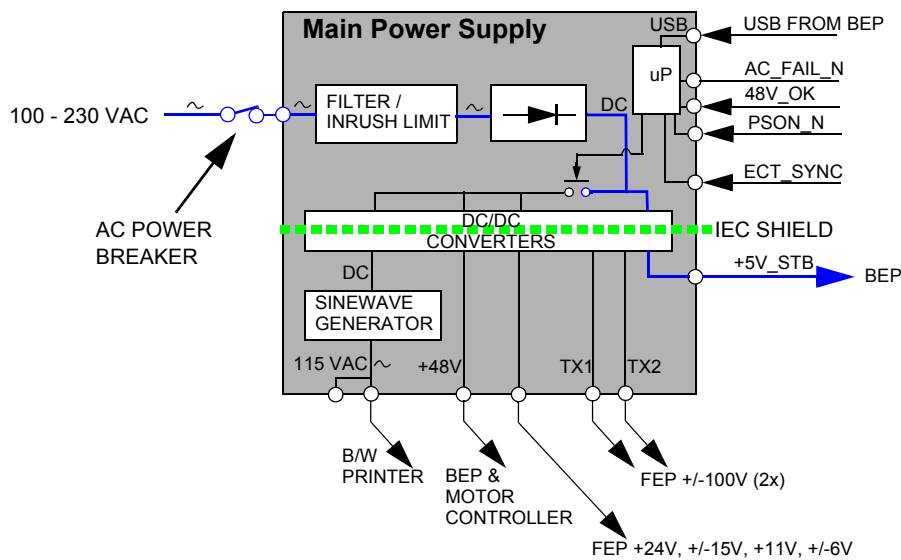 Main Power Supply
USB
USB FROM BEP
uP
AC_FAIL_N
48V_OK
PSON_N
ECT_SYNC
100 - 230 VAC
~
~
~
FILTER /
INRUSH LIMIT
DC
AC POWER
BREAKER
DC/DC
CONVERTERS
IEC SHIELD
+5V_STB
BEP
DC
SINEWAVE
GENERATOR
115 VAC ~
+48V
TX1
TX2
B/W
PRINTER
BEP &
MOTOR
CONTROLLER
FEP +/-100V (2x)
FEP +24V, +/-15V, +11V, +/-6V